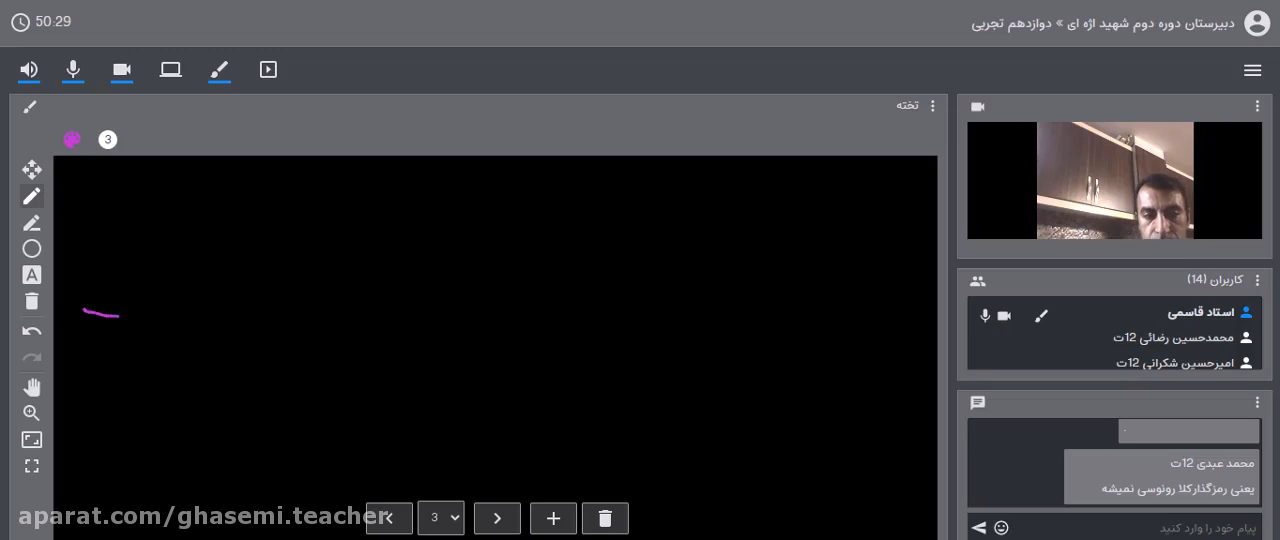 50:29
دبیرستان دوره دوم شهید اژه ای » دوازدهم تجربی
تخته
3
کاربران (14)
استاد قاسمی
محمدحسین رضائی 12ت
امیرحسین شکرانی 12ت
.
محمد عبدی 12ت
یعنی رمزگذارکلا رونوسی نمیشه
پیام خود را وارد کنید
A
3
aparat.com/ghasemi.teacher